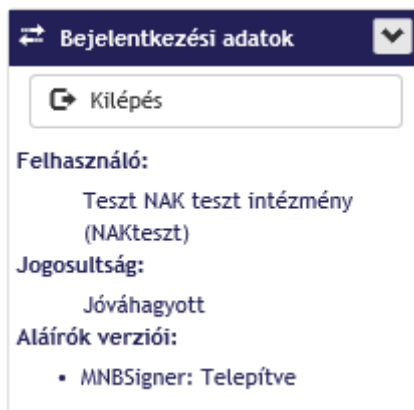 Bejelentkezési adatok
Kilépés
Felhasználó:
Teszt NAK teszt intézmény
(NAKteszt)
Jogosultság:
Jóváhagyott
Aláírók verziói:
• MNBSigner: Telepítve